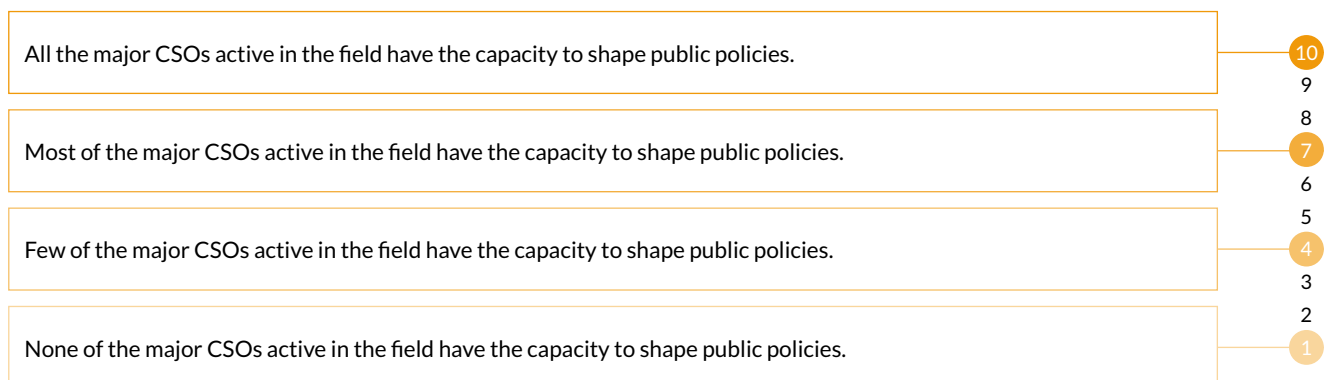 All the major CSOs active in the field have the capacity to shape public policies.
10
9
8
Most of the major CSOs active in the field have the capacity to shape public policies.
7
6
5
Few of the major CSOs active in the field have the capacity to shape public policies.
4
3
2
None of the major CSOs active in the field have the capacity to shape public policies.
1